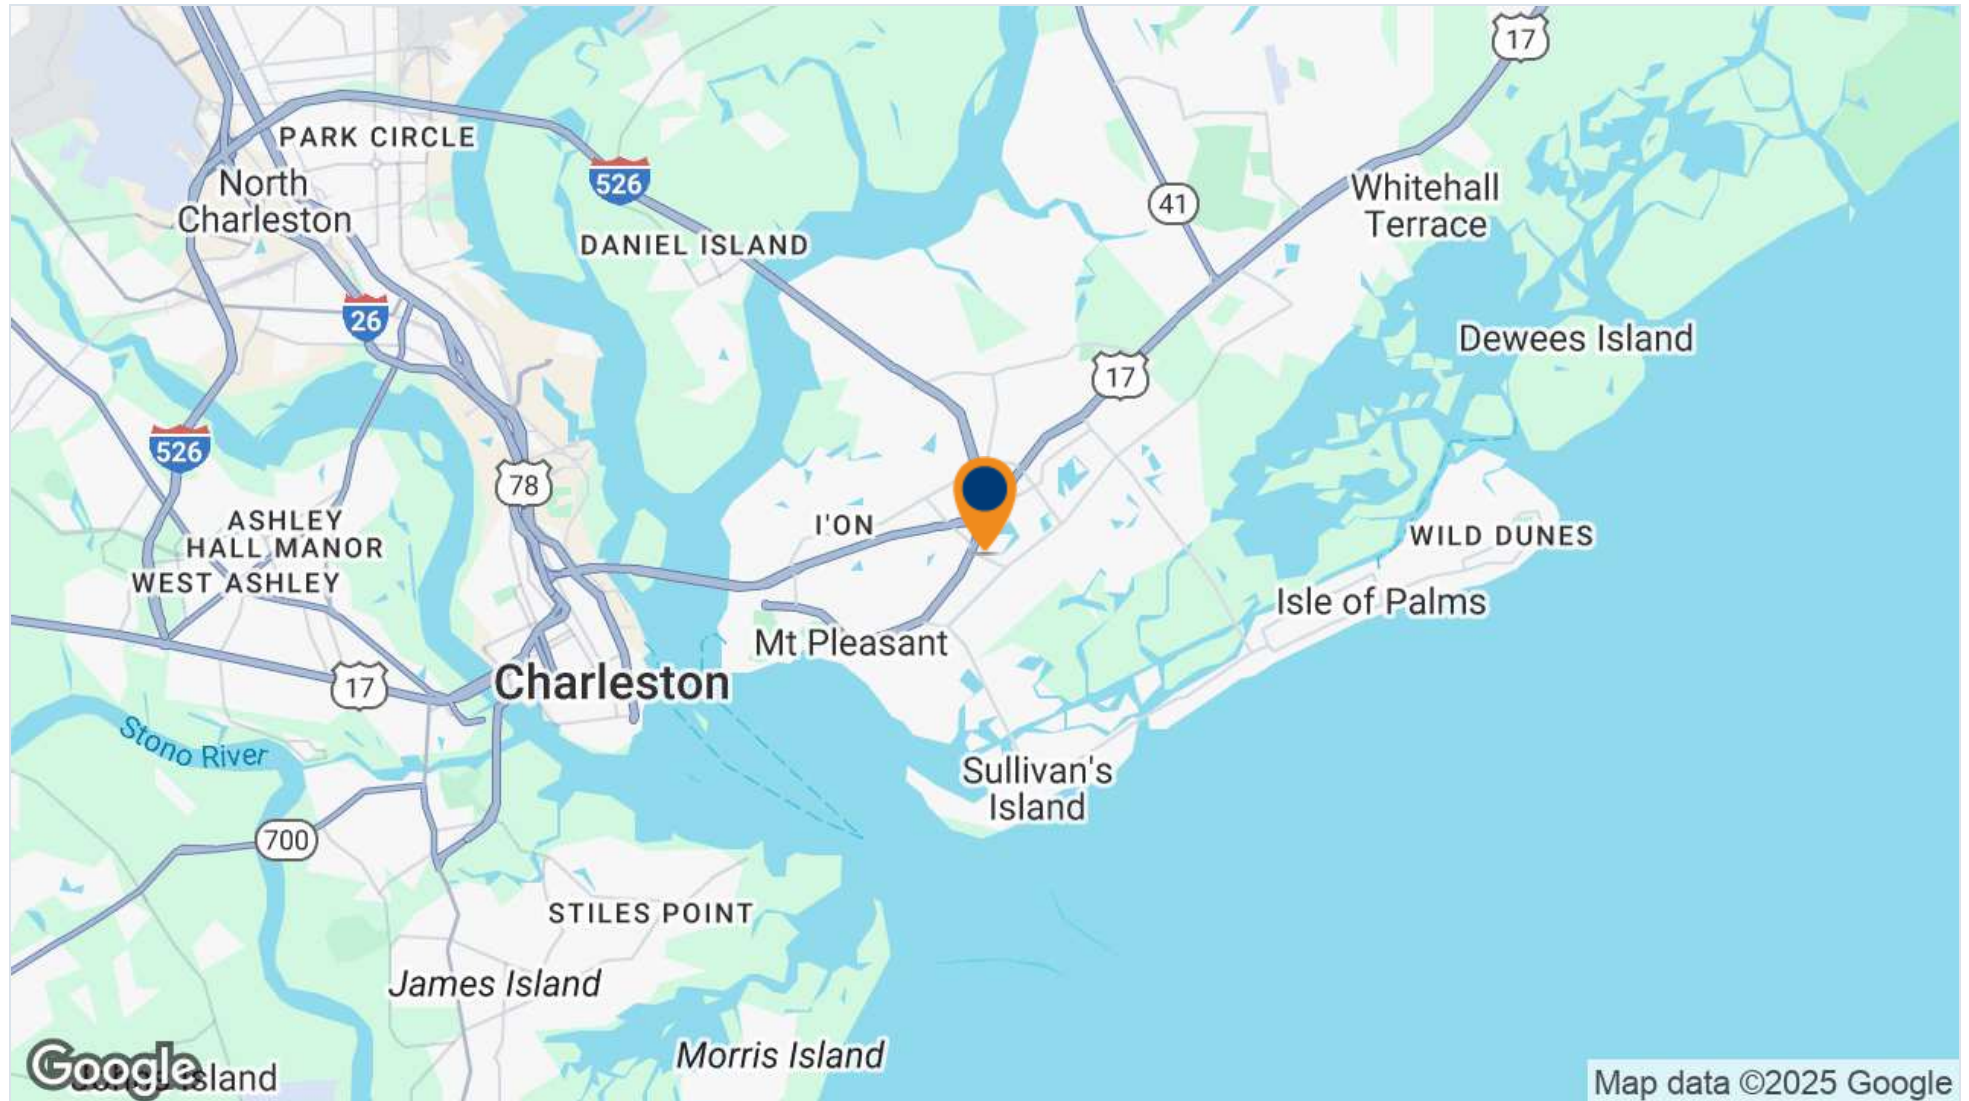 17
PARK CIRCLE
North
Charleston
526
41
Whitehall
Terrace
DANIEL ISLAND
26
Dewees Island
17
526
78
ASHLEY
HALL MANOR
I'ON
WILD DUNES
WEST ASHLEY
Isle of Palms
Mt Pleasant
17
Charleston
Stono River
Sullivan's
Island
700
STILES POINT
James Island
Morris Island
Google
Island
Map data ©2025 Google